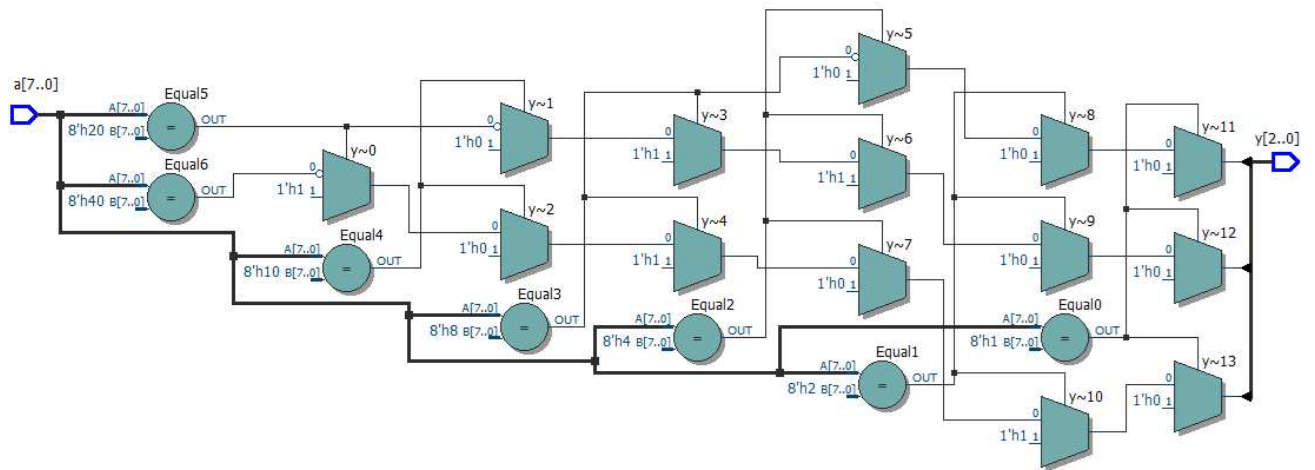 a[7..0]
Equal5
A[7..0]
8'h20 B[7..0]
=
OUT
Equal6
A[7..0]
8'h40 B[7..0]
=
OUT
y~0
0
1'h1 1
Equal4
A[7..0]
8'h10 B[7..0]
=
OUT
y~1
0
1'h0 1
y~2
0
1'h0 1
Equal3
A[7..0]
8'h8 B[7..0]
=
OUT
y~3
0
1'h1 1
y~4
0
1'h1 1
Equal2
A[7..0]
8'h4 B[7..0]
=
OUT
y~5
0
1'h0 1
y~6
0
1'h1 1
y~7
0
1'h0 1
Equal1
A[7..0]
8'h2 B[7..0]
=
OUT
y~8
0
1'h0 1
y~9
0
1'h0 1
Equal0
A[7..0]
8'h1 B[7..0]
=
OUT
y~10
0
1'h1 1
y~11
0
1'h0 1
y~12
0
1'h0 1
y~13
0
1'h0 1
y[2..0]